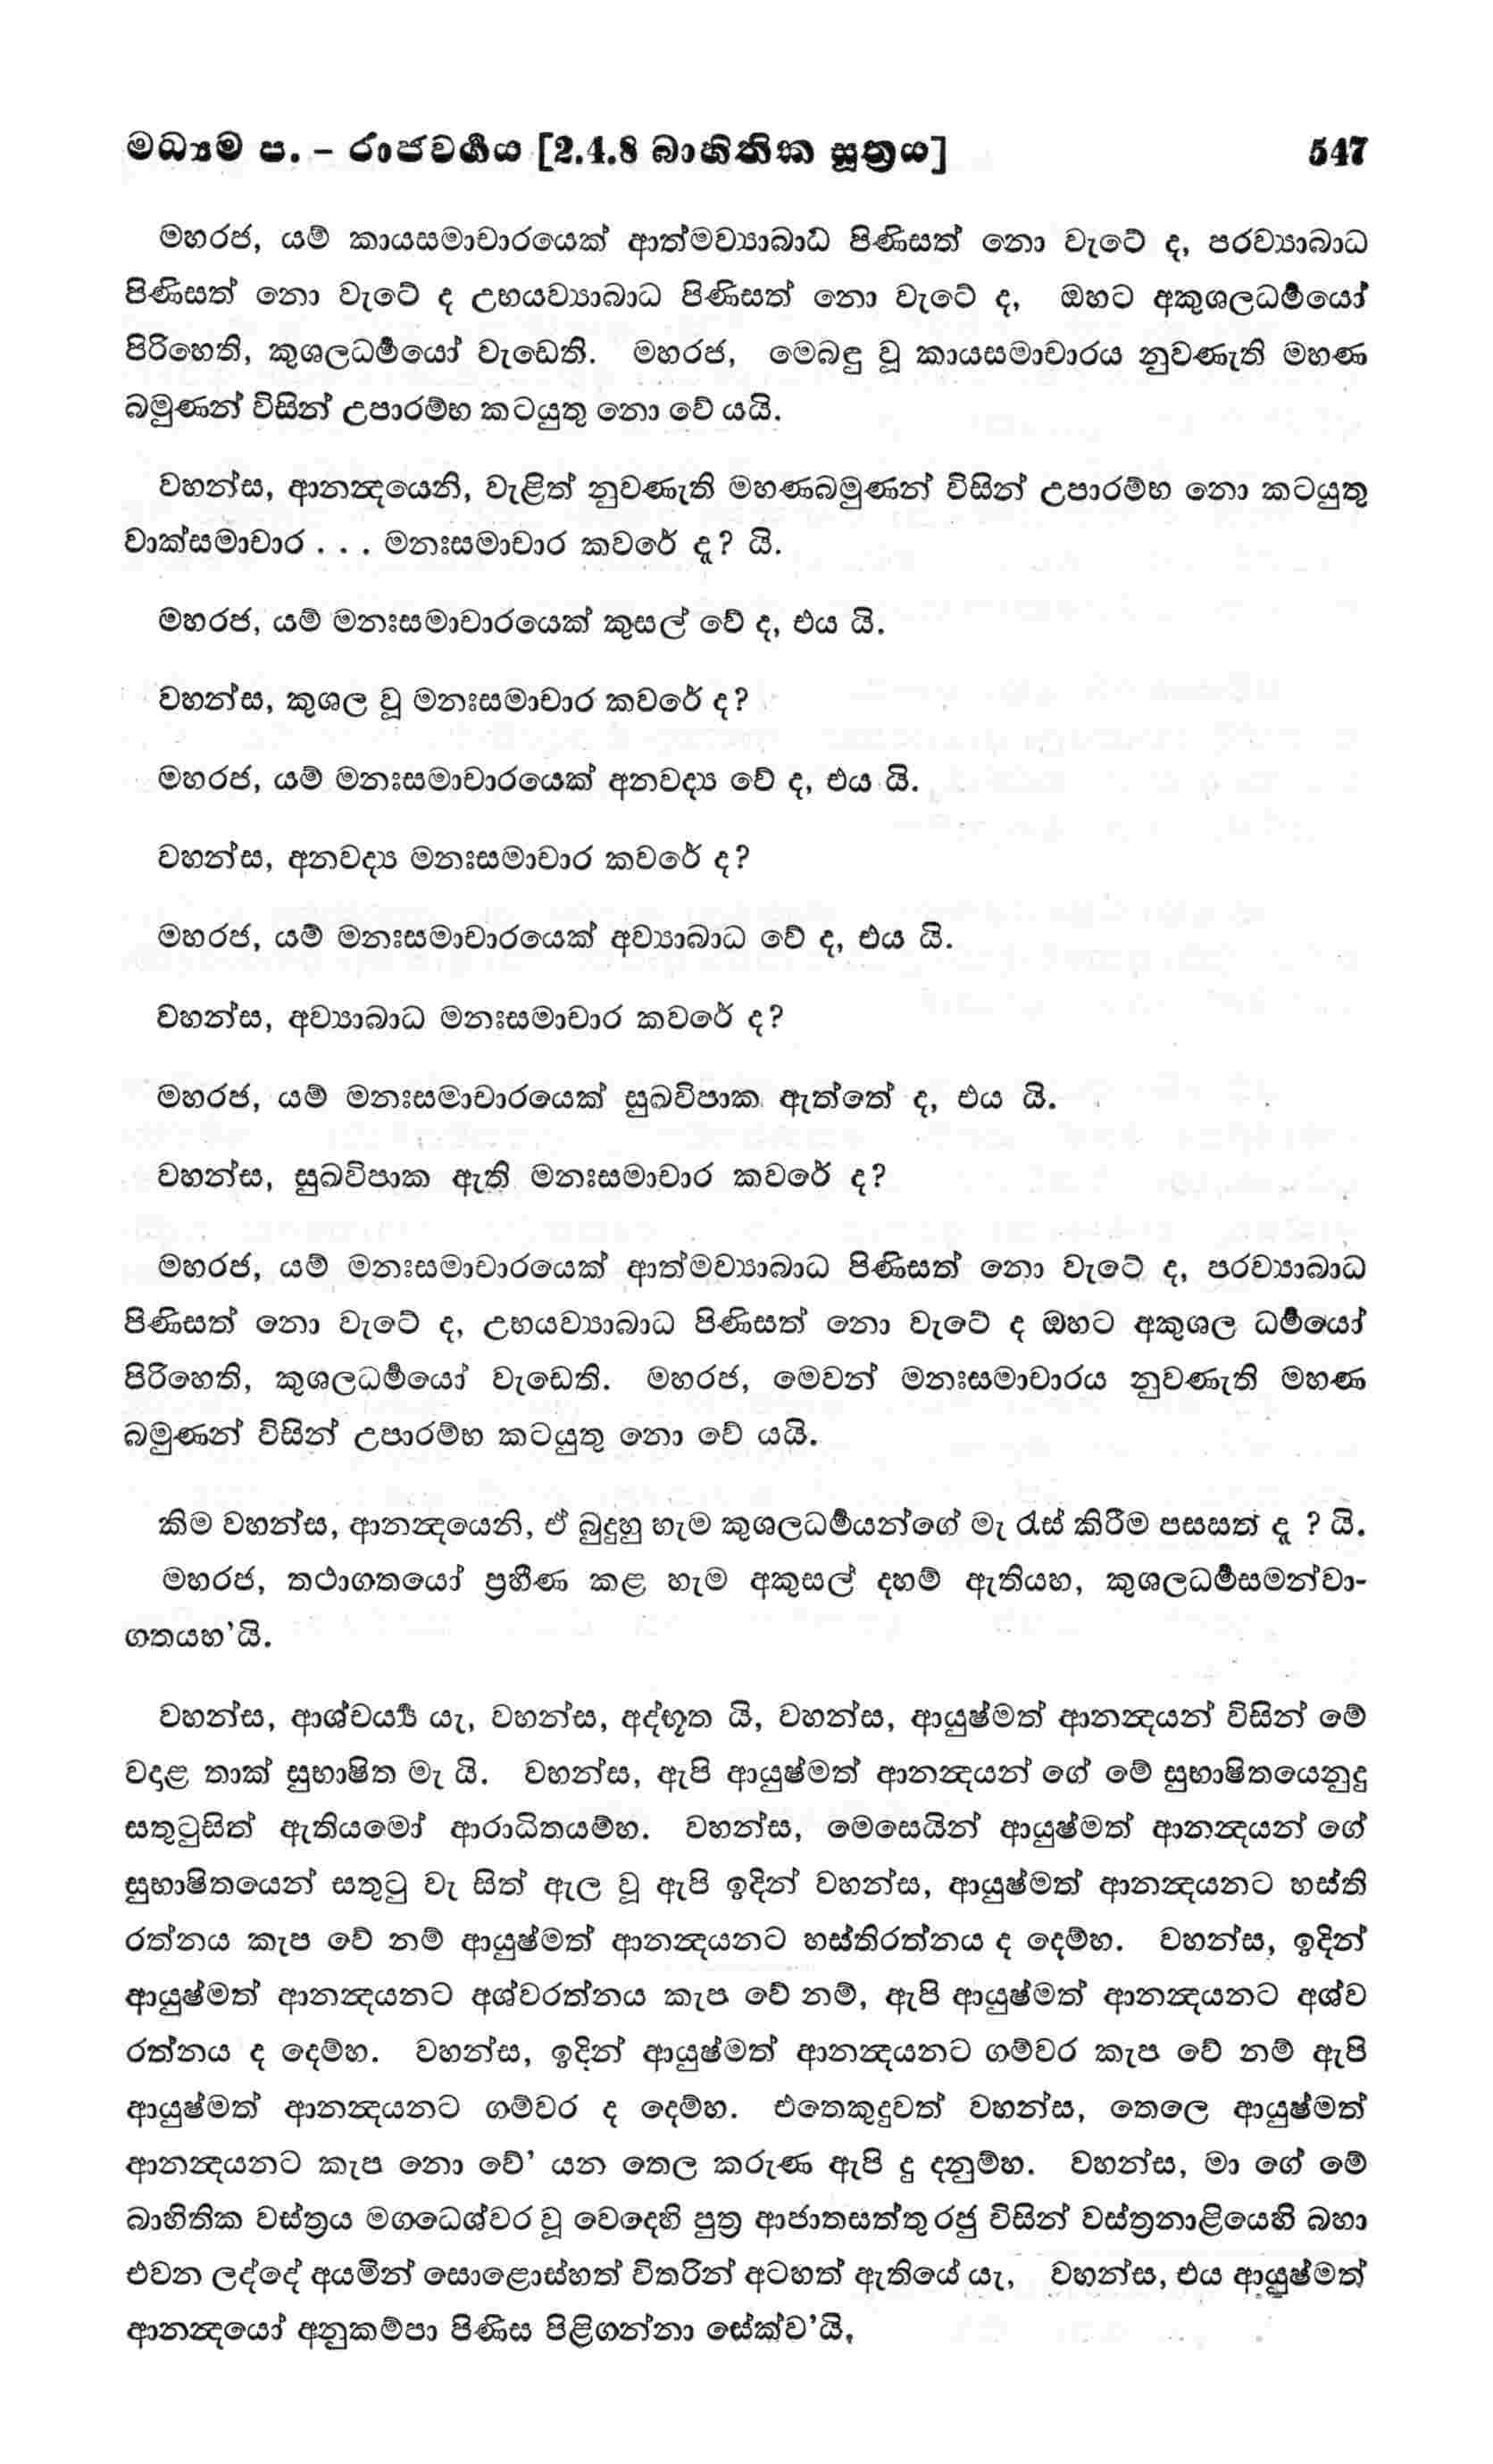 මධ්‍යම ප. – රාජවර්‍ගය [2.4.8 බාහිතික සූත්‍රය] 547
මහරජ, යම් කායසමාචාරයෙක් ආත්මව්‍යාබාධ පිණිසත් නො වැටේ ද, පරව්‍යාබාධ
පිණිසත් නො වැටේ ද උභයව්‍යාබාධ පිණිසත් නො වැටේ ද, ඔහට අකුශලධර්‍මයෝ
පිරිහෙති, කුශලධර්‍මයෝ වැඩෙති. මහරජ, මෙබඳු වූ කායසමාචාරය නුවණැති මහණ
බමුණන් විසින් උපාරම්භ කටයුතු නො වේ යයි.
වහන්ස, ආනන්‍දයෙනි, වැළිත් නුවණැති මහණබමුණන් විසින් උපාරම්භ නො කටයුතු
වාක්සමාචාර . . . මනඃසමාචාර කවරේ දැ? යි.
මහරජ, යම් මනඃසමාචාරයෙක් කුසල් වේ ද, එය යි.
වහන්ස, කුශල වූ මනඃසමාචාර කවරේ ද?
මහරජ, යම් මනඃසමාචාරයෙක් අනවද්‍ය වේ ද, එය යි.
වහන්ස, අනවද්‍ය මනඃසමාචාර කවරේ ද?
මහරජ, යම් මනඃසමාචාරයෙක් අව්‍යාබාධ වේ ද, එය යි.
වහන්ස, අව්‍යාබාධ මනඃසමාචාර කවරේ ද?
මහරජ, යම් මනඃසමාචාරයෙක් සුඛවිපාක ඇත්තේ ද, එය යි.
වහන්ස, සුඛවිපාක ඇති මනඃසමාචාර කවරේ ද?
මහරජ, යම් මනඃසමාචාරයෙක් ආත්මව්‍යාබාධ පිණිසත් නො වැටේ ද, පරව්‍යාබාධ
පිණිසත් නො වැටේ ද, උභයව්‍යාබාධ පිණිසත් නො වැටේ ද ඔහට අකුශල ධර්‍මයෝ
පිරිහෙති, කුශලධර්‍මයෝ වැඩෙති. මහරජ, මෙවන් මනඃසමාචාරය නුවණැති මහණ
බමුණන් විසින් උපාරම්භ කටයුතු නො වේ යයි.
කිම වහන්ස, ආනන්‍දයෙනි, ඒ බුදුහු හැම කුශලධර්‍මයන්ගේ මැ රැස් කිරීම පසසත් දැ ? යි.
මහරජ, තථාගතයෝ ප්‍රහීණ කළ හැම අකුසල් දහම් ඇතියහ, කුශලධර්‍මසමන්වා-
ගතයහ’යි.
වහන්ස, ආශ්චර්‍ය්‍ය යැ, වහන්ස, අද්භූත යි, වහන්ස, ආයුෂ්මත් ආනන්‍දයන් විසින් මේ
වදාළ තාක් සුභාෂිත මැ යි. වහන්ස, ඇපි ආයුෂ්මත් ආනන්‍දයන් ගේ මේ සුභාෂිතයෙනුදු
සතුටුසිත් ඇතියමෝ ආරාධිතයම්හ. වහන්ස, මෙසෙයින් ආයුෂ්මත් ආනන්‍දයන් ගේ
සුභාෂිතයෙන් සතුටු වැ සිත් ඇල වූ ඇපි ඉදින් වහන්ස, ආයුෂ්මත් ආනන්‍දයනට හස්ති
රත්නය කැප වේ නම් ආයුෂ්මත් ආනන්‍දයනට හස්තිරත්නය ද දෙම්හ. වහන්ස, ඉදින්
ආයුෂ්මත් ආනන්‍දයනට අශ්වරත්නය කැප වේ නම්, ඇපි ආයුෂ්මත් ආනන්‍දයනට අශ්ව
රත්නය ද දෙම්හ. වහන්ස, ඉදින් ආයුෂ්මත් ආනන්‍දයනට ගම්වර කැප වේ නම් ඇපි
ආයුෂ්මත් ආනන්‍දයනට ගම්වර ද දෙම්හ. එතෙකුදුවත් වහන්ස, තෙලෙ ආයුෂ්මත්
ආනන්‍දයනට කැප නො වේ’ යන තෙල කරුණ ඇපි දු දනුම්හ. වහන්ස, මා ගේ මේ
බාහිතික වස්ත්‍රය මගධෙශ්වර වූ වෙදෙහි පුත්‍ර ආජාතසත්තු රජු විසින් වස්ත්‍රනාළියෙහි බහා
එවන ලද්දේ අයමින් සොළොස්හත් විතරින් අටහත් ඇතියේ යැ, වහන්ස, එය ආයුෂ්මත්
ආනන්‍දයෝ අනුකම්පා පිණිස පිළිගන්නා සේක්ව’යි,